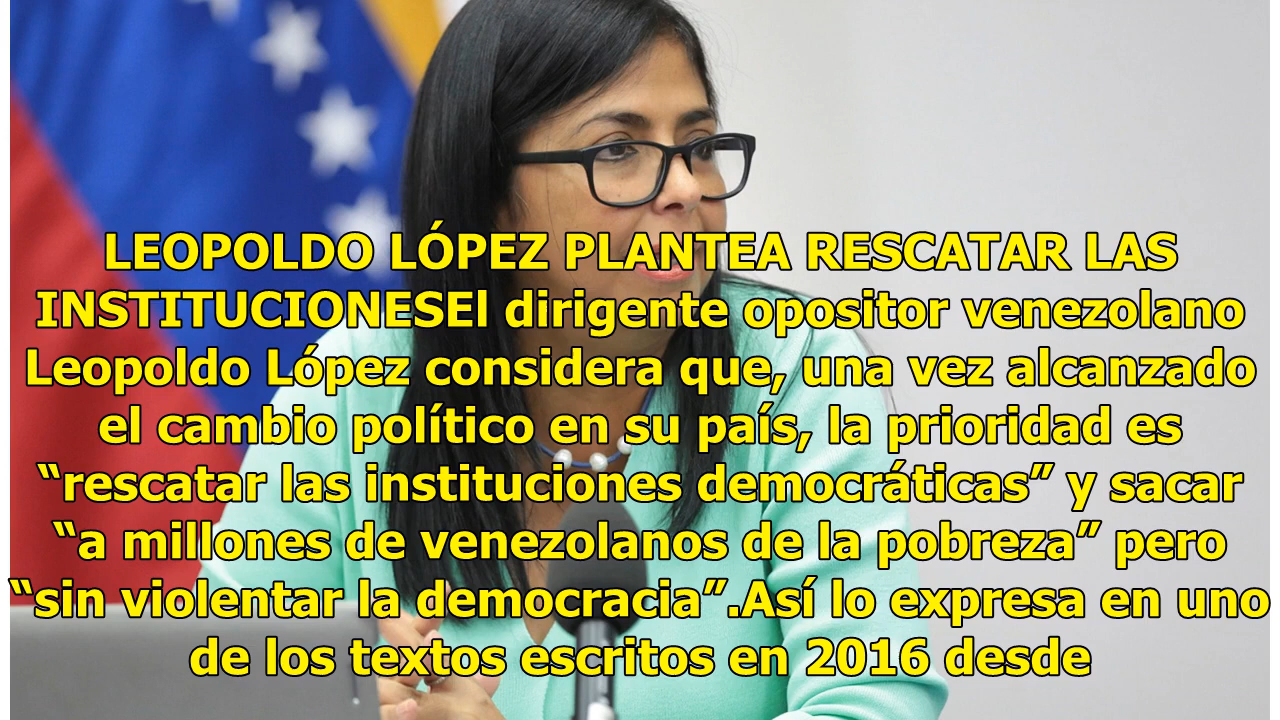 LEOPOLDO LÓPEZ PLANTEA RESCATAR LAS
INSTITUCIONESEl dirigente opositor venezolano
Leopoldo López considera que, una vez alcanzado
el cambio político en su país, la prioridad es
“rescatar las instituciones democráticas” y sacar
“a millones de venezolanos de la pobreza” pero
“sin violentar la democracia”.Así lo expresa en uno
de los textos escritos en 2016 desde